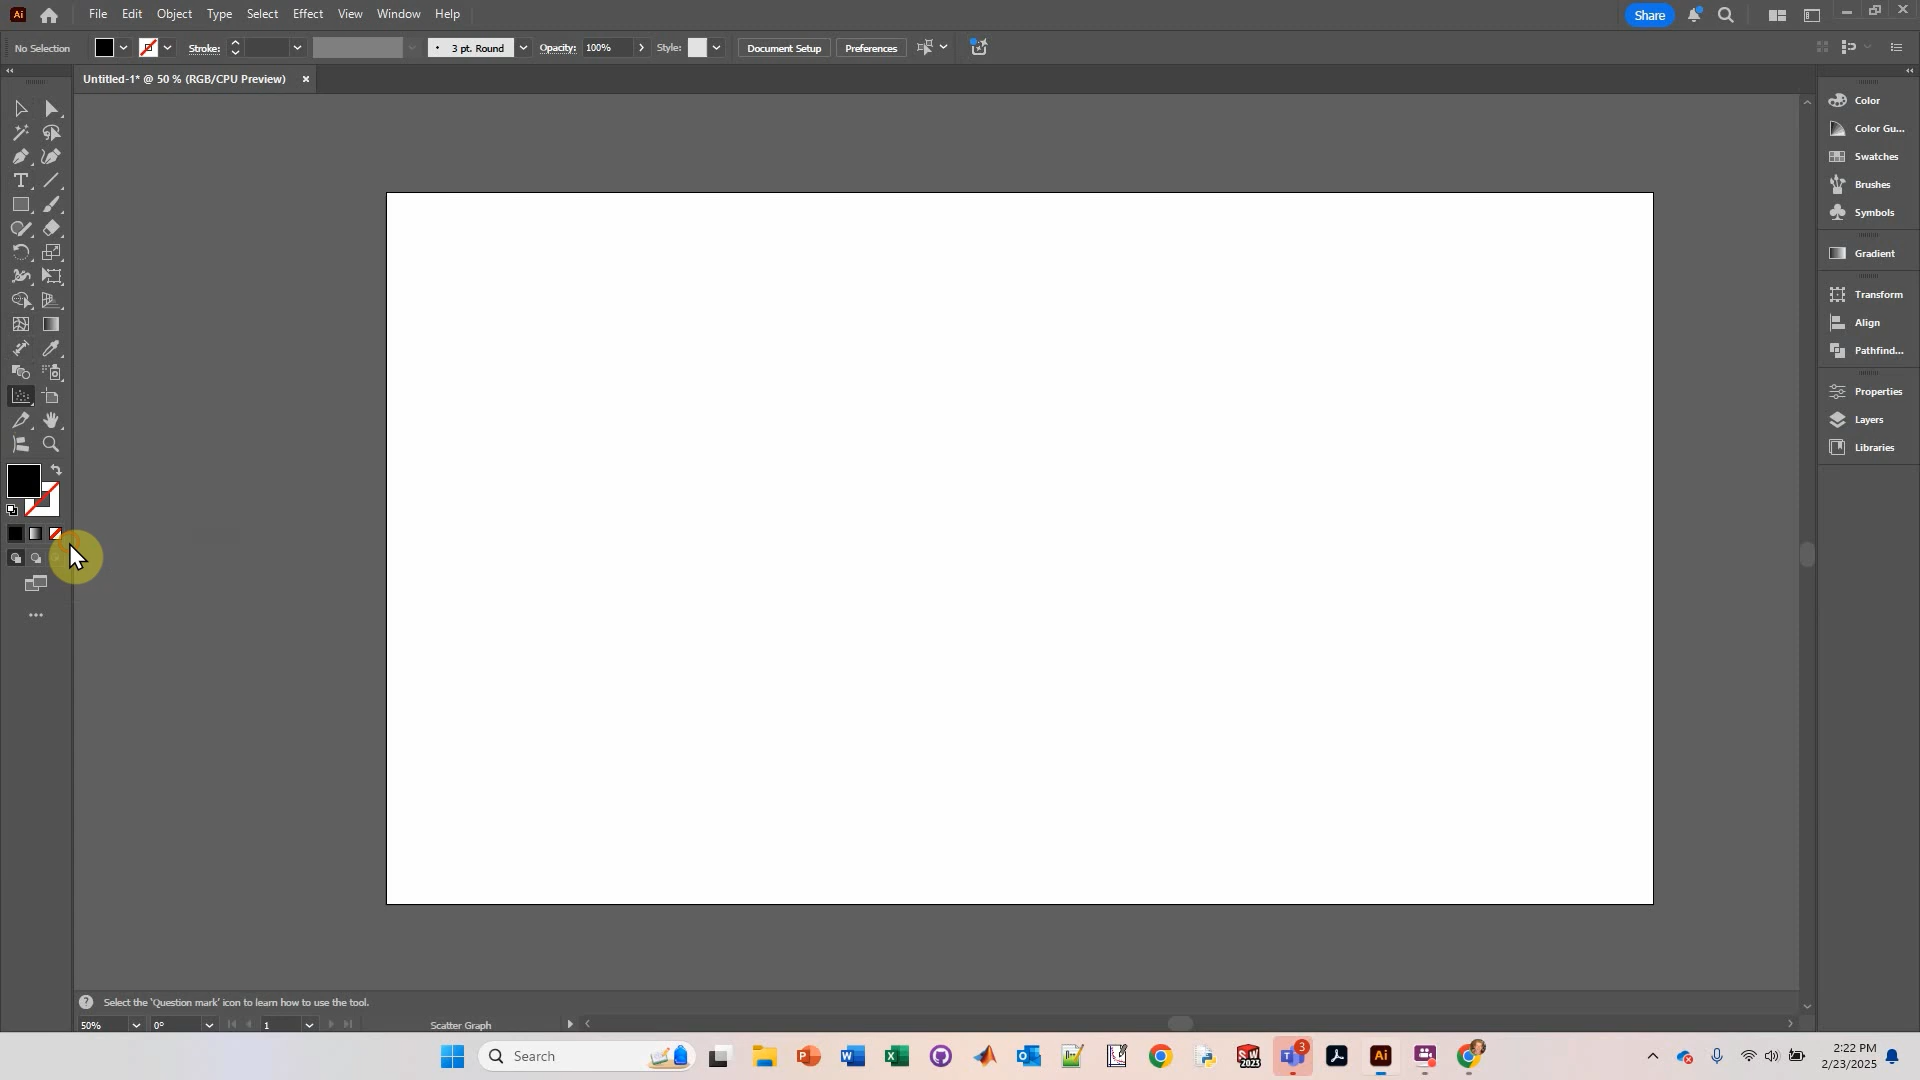 Ai File Edit Object Type Select Effect View Window Help Share
No Selection Stroke: 3 pt. Round Opacity: 100% Style: Document Setup Preferences
Untitled-1* @ 50 % (RGB/CPU Preview) ×
Color
Color Gu...
Swatches
Brushes
Symbols
Gradient
Transform
Align
Pathfind...
Properties
Layers
Libraries
Select the 'Question mark' icon to learn how to use the tool.
50% 0° 1 Scatter Graph
Search
3
Ai
2:22 PM
2/23/2025